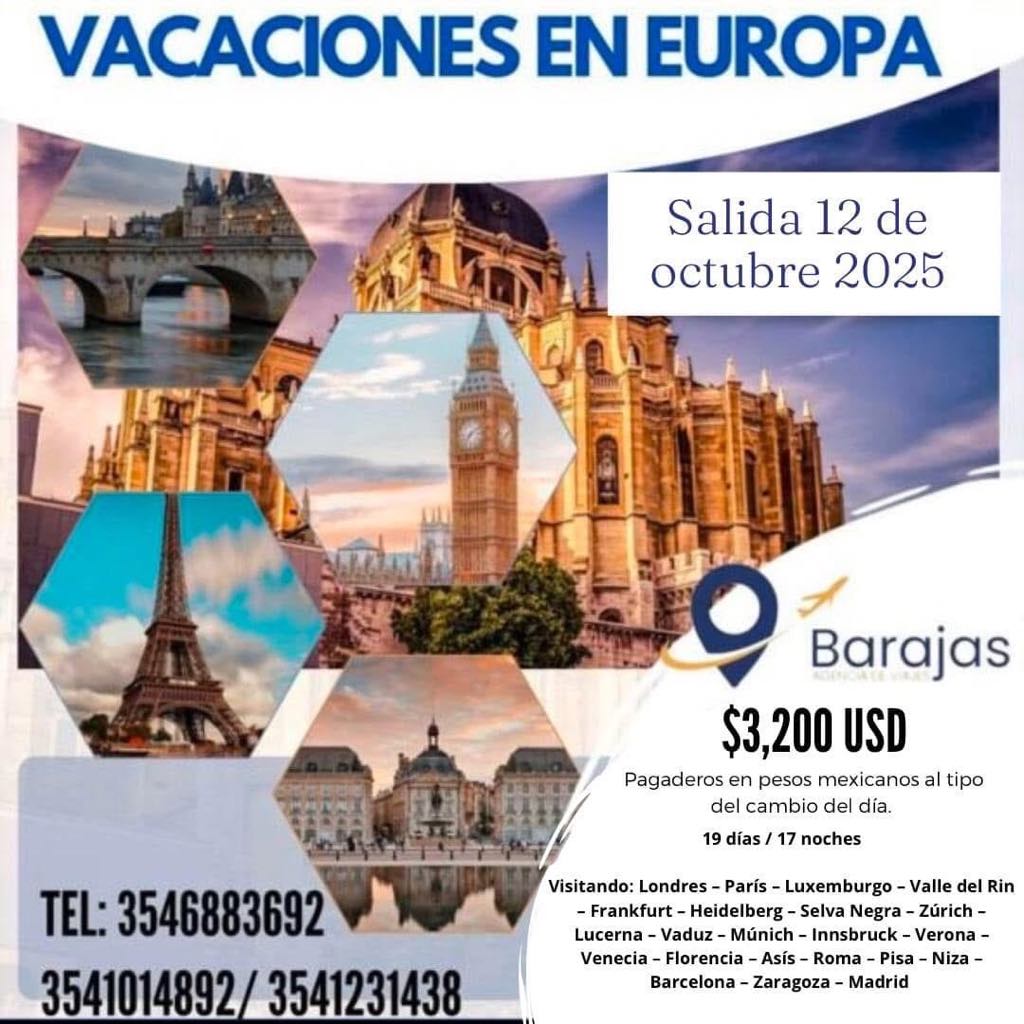 VACACIONES EN EUROPA
Salida 12 de
octubre 2025
Barajas
AGENCIA DE VIAJES
$3,200 USD
Pagaderos en pesos mexicanos al tipo
del cambio del día.
19 días / 17 noches
Visitando: Londres – París – Luxemburgo – Valle del Rin
– Frankfurt – Heidelberg – Selva Negra – Zúrich –
Lucerna – Vaduz – Múnich – Innsbruck – Verona –
Venecia – Florencia – Asís – Roma – Pisa – Niza –
Barcelona – Zaragoza – Madrid
TEL: 3546883692
3541014892/ 3541231438